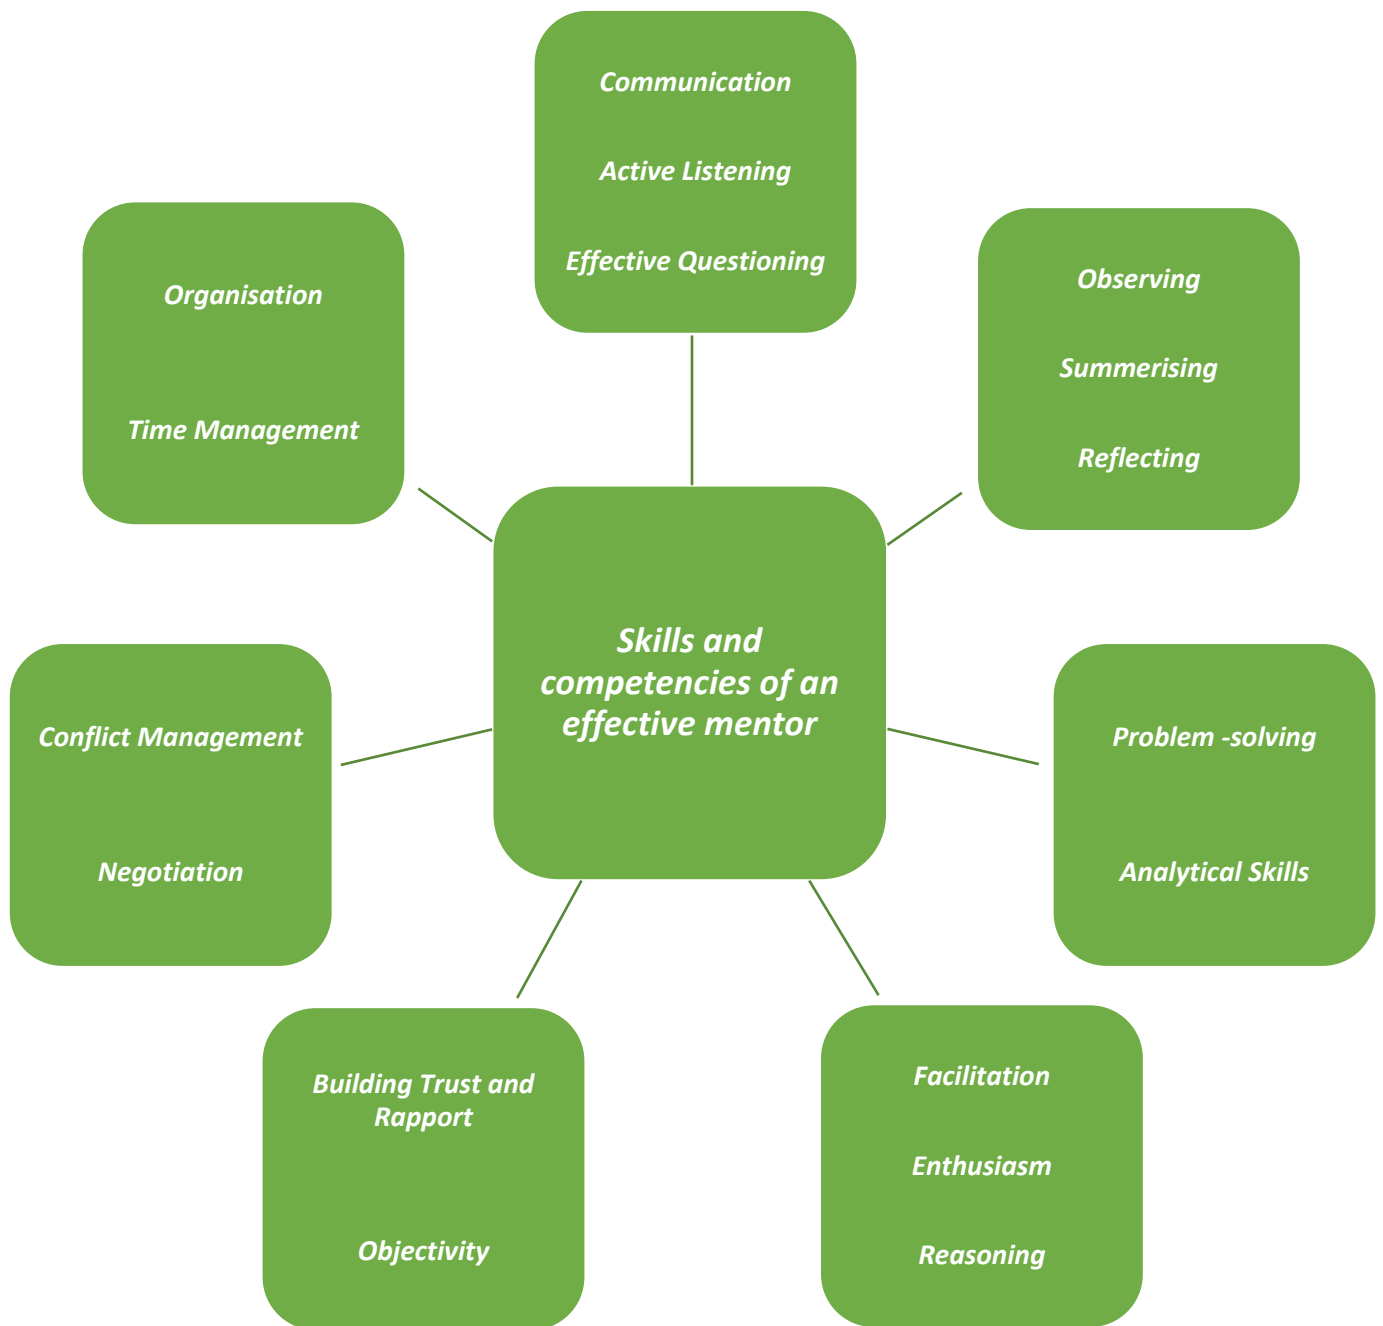 Communication
Active Listening
Effective Questioning
Organisation
Time Management
Observing
Summerising
Reflecting
Skills and
competencies of an
effective mentor
Conflict Management
Negotiation
Problem -solving
Analytical Skills
Building Trust and
Rapport
Objectivity
Facilitation
Enthusiasm
Reasoning